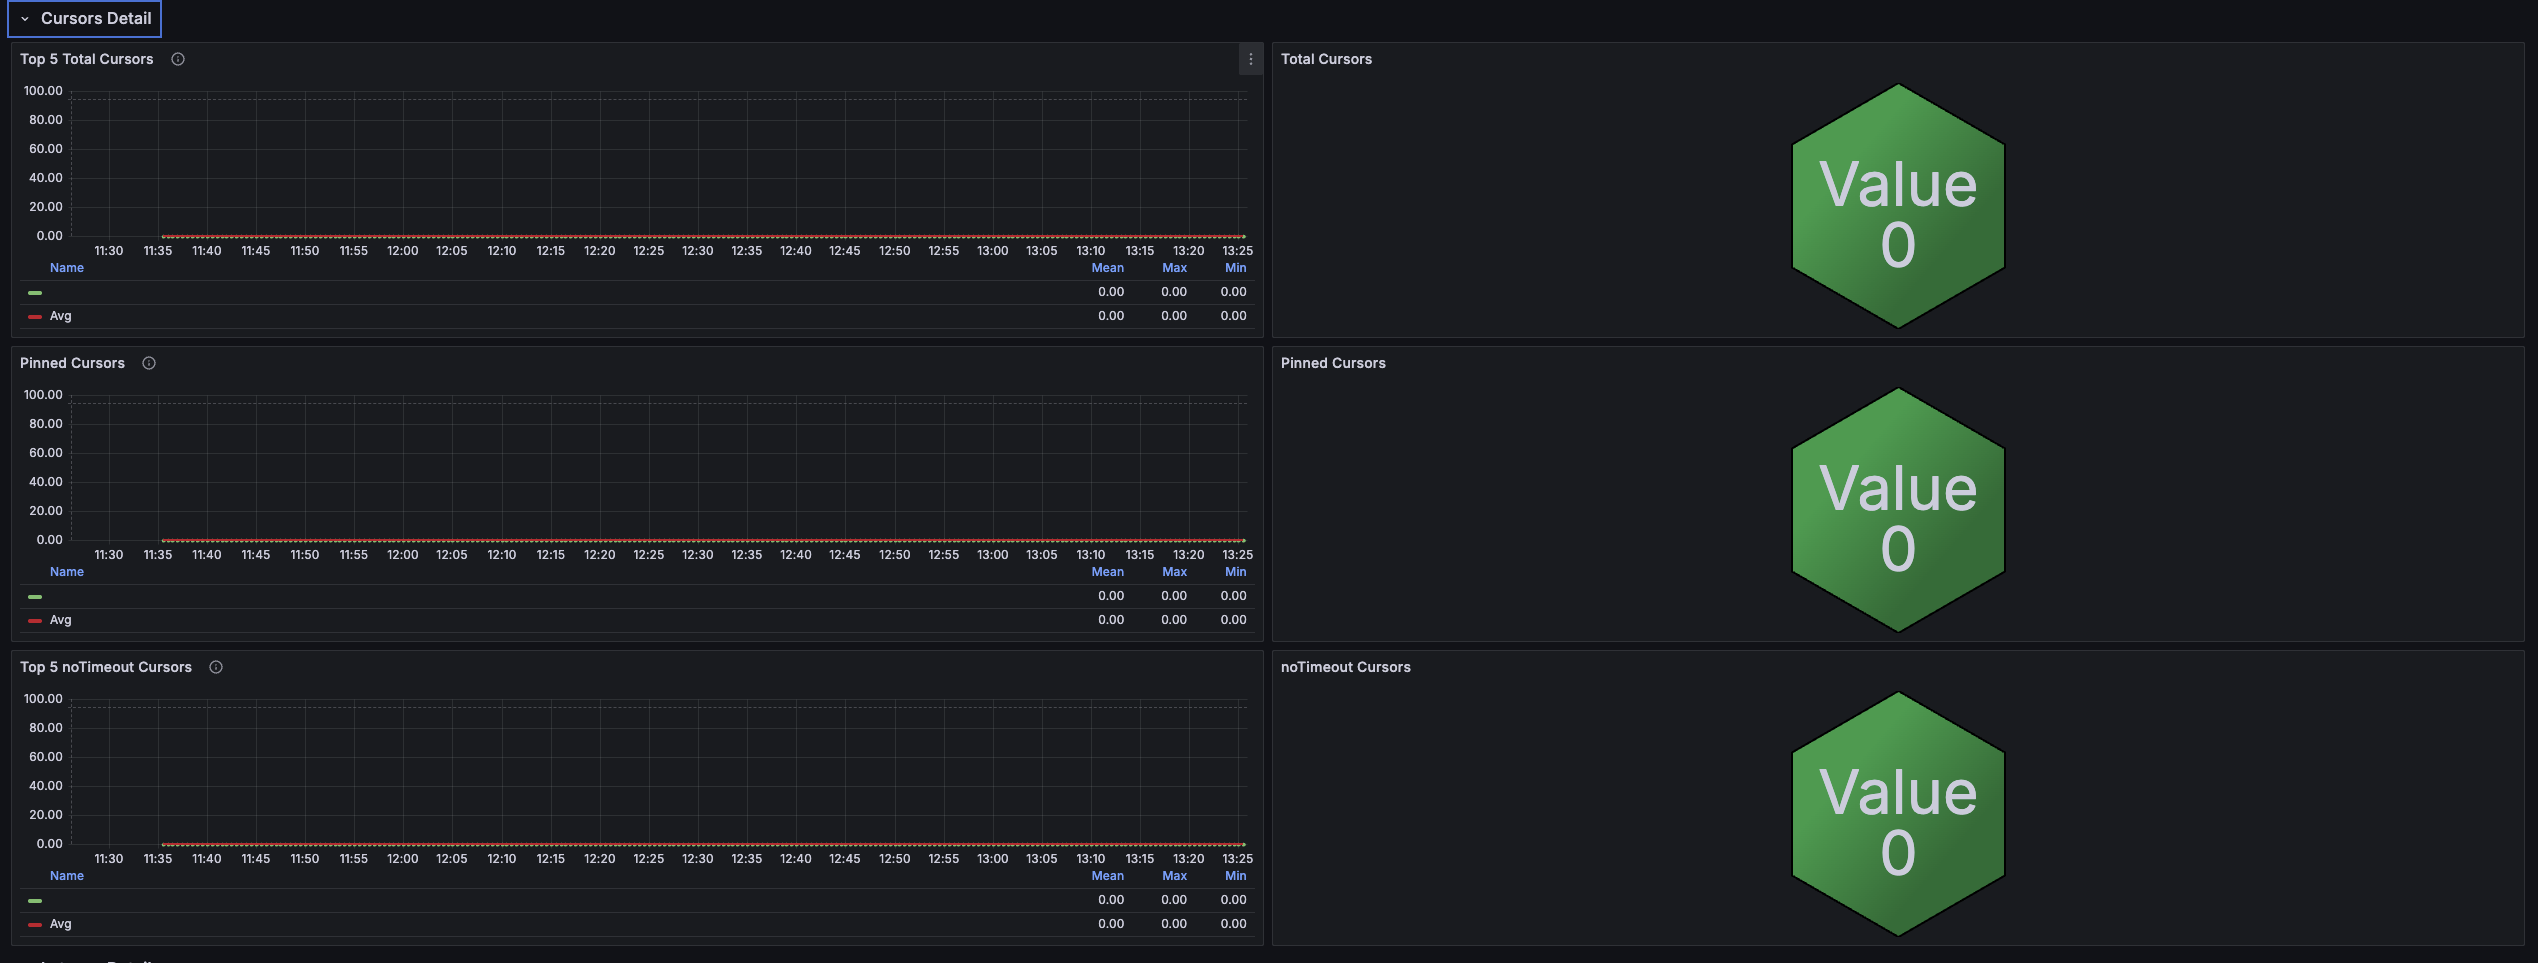 Cursors Detail
Top 5 Total Cursors
100.00
80.00
60.00
40.00
20.00
0.00
11:30 11:35 11:40 11:45 11:50 11:55 12:00 12:05 12:10 12:15 12:20 12:25 12:30 12:35 12:40 12:45 12:50 12:55 13:00 13:05 13:10 13:15 13:20 13:25
Name Mean Max Min
0.00 0.00 0.00
Avg 0.00 0.00 0.00
Total Cursors
Value
0
Pinned Cursors
100.00
80.00
60.00
40.00
20.00
0.00
11:30 11:35 11:40 11:45 11:50 11:55 12:00 12:05 12:10 12:15 12:20 12:25 12:30 12:35 12:40 12:45 12:50 12:55 13:00 13:05 13:10 13:15 13:20 13:25
Name Mean Max Min
0.00 0.00 0.00
Avg 0.00 0.00 0.00
Pinned Cursors
Value
0
Top 5 noTimeout Cursors
100.00
80.00
60.00
40.00
20.00
0.00
11:30 11:35 11:40 11:45 11:50 11:55 12:00 12:05 12:10 12:15 12:20 12:25 12:30 12:35 12:40 12:45 12:50 12:55 13:00 13:05 13:10 13:15 13:20 13:25
Name Mean Max Min
0.00 0.00 0.00
Avg 0.00 0.00 0.00
noTimeout Cursors
Value
0